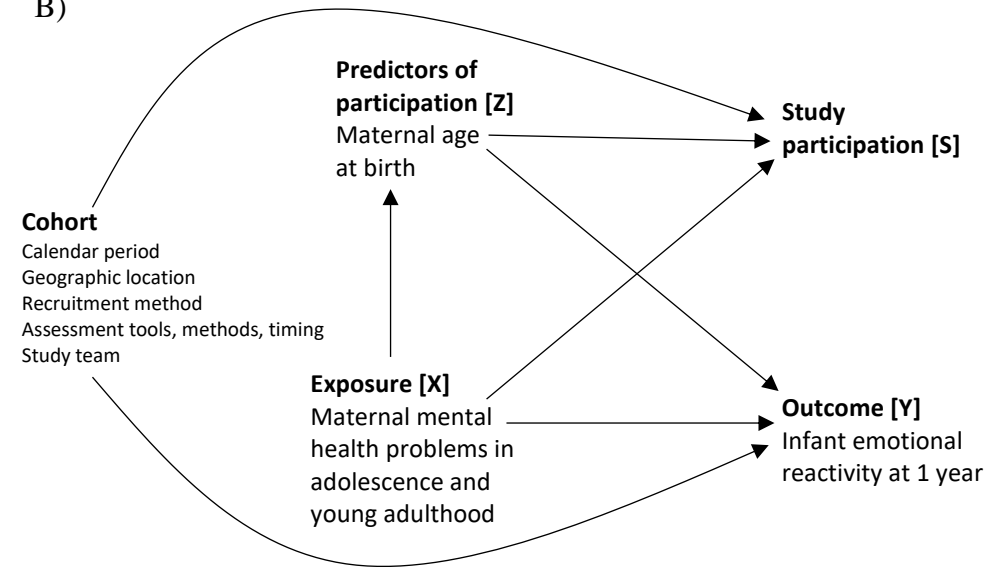 B)
Predictors of
participation [Z]
Maternal age
at birth
Study
participation [S]
Cohort
Calendar period
Geographic location
Recruitment method
Assessment tools, methods, timing
Study team
Exposure [X]
Maternal mental
health problems in
adolescence and
young adulthood
Outcome [Y]
Infant emotional
reactivity at 1 year